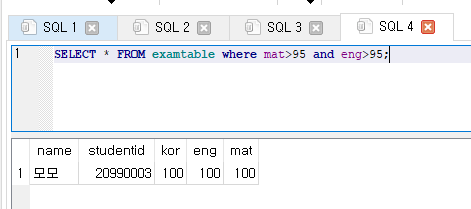 SQL 1 SQL 2 SQL 3 SQL 4
1 SELECT * FROM examtable where mat>95 and eng>95;
name studentid kor eng mat
1 모모 20990003 100 100 100